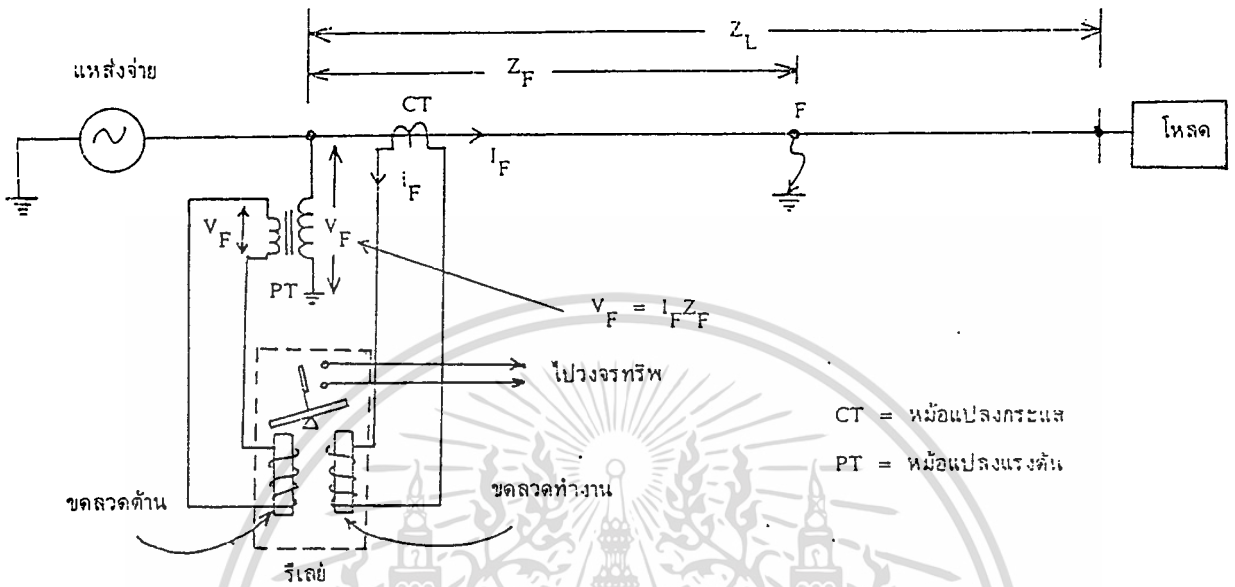 Z_L
Z_F
แหล่งจ่าย
CT
F
โหลด
I_F
i_F
V_F
V_F
PT
V_F = I_F Z_F
ไปวงจรทริพ
CT = หม้อแปลงกระแส
PT = หม้อแปลงแรงดัน
ขดลวดต้าน
ขดลวดทำงาน
รีเลย์